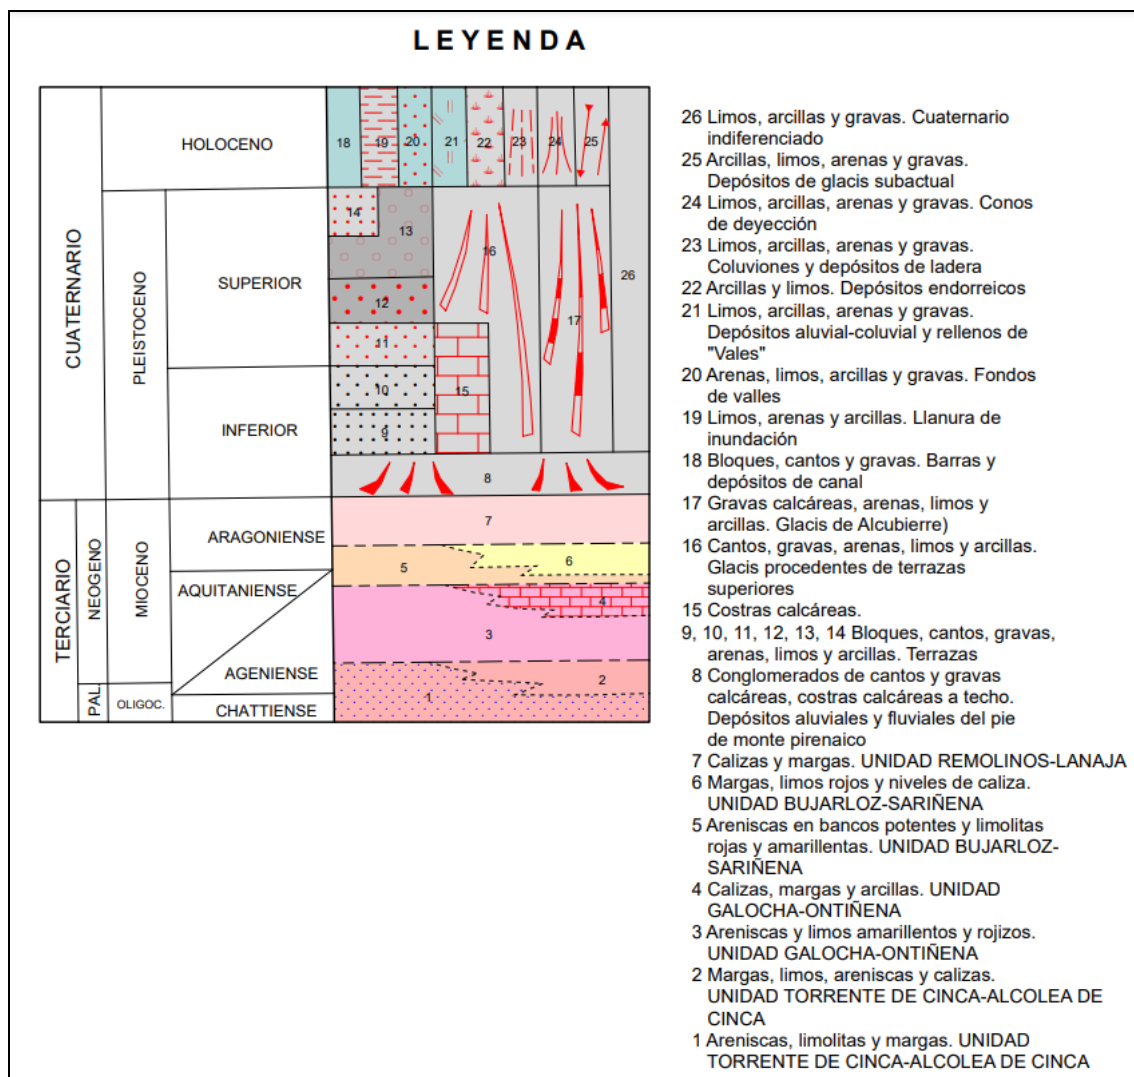 LEYENDA
CUATERNARIO
TERCIARIO
PLEISTOCENO
NEOGENO
PAL.
MIOCENO
OLIGOC.
HOLOCENO
SUPERIOR
INFERIOR
ARAGONIENSE
AQUITANIENSE
AGENIENSE
CHATTIENSE
18 19 20 21 22 23 24 25
14
13
16
26
12
17
11
10
15
9
8
7
5
6
4
3
2
1
26 Limos, arcillas y gravas. Cuaternario
indiferenciado
25 Arcillas, limos, arenas y gravas.
Depósitos de glacis subactual
24 Limos, arcillas, arenas y gravas. Conos
de deyección
23 Limos, arcillas, arenas y gravas.
Coluviones y depósitos de ladera
22 Arcillas y limos. Depósitos endorreicos
21 Limos, arcillas, arenas y gravas.
Depósitos aluvial-coluvial y rellenos de
"Vales"
20 Arenas, limos, arcillas y gravas. Fondos
de valles
19 Limos, arenas y arcillas. Llanura de
inundación
18 Bloques, cantos y gravas. Barras y
depósitos de canal
17 Gravas calcáreas, arenas, limos y
arcillas. Glacis de Alcubierre)
16 Cantos, gravas, arenas, limos y arcillas.
Glacis procedentes de terrazas
superiores
15 Costras calcáreas.
9, 10, 11, 12, 13, 14 Bloques, cantos, gravas,
arenas, limos y arcillas. Terrazas
8 Conglomerados de cantos y gravas
calcáreas, costras calcáreas a techo.
Depósitos aluviales y fluviales del pie
de monte pirenaico
7 Calizas y margas. UNIDAD REMOLINOS-LANAJA
6 Margas, limos rojos y niveles de caliza.
UNIDAD BUJARLOZ-SARIÑENA
5 Areniscas en bancos potentes y limolitas
rojas y amarillentas. UNIDAD BUJARLOZ-
SARIÑENA
4 Calizas, margas y arcillas. UNIDAD
GALOCHA-ONTIÑENA
3 Areniscas y limos amarillentos y rojizos.
UNIDAD GALOCHA-ONTIÑENA
2 Margas, limos, areniscas y calizas.
UNIDAD TORRENTE DE CINCA-ALCOLEA DE
CINCA
1 Areniscas, limolitas y margas. UNIDAD
TORRENTE DE CINCA-ALCOLEA DE CINCA